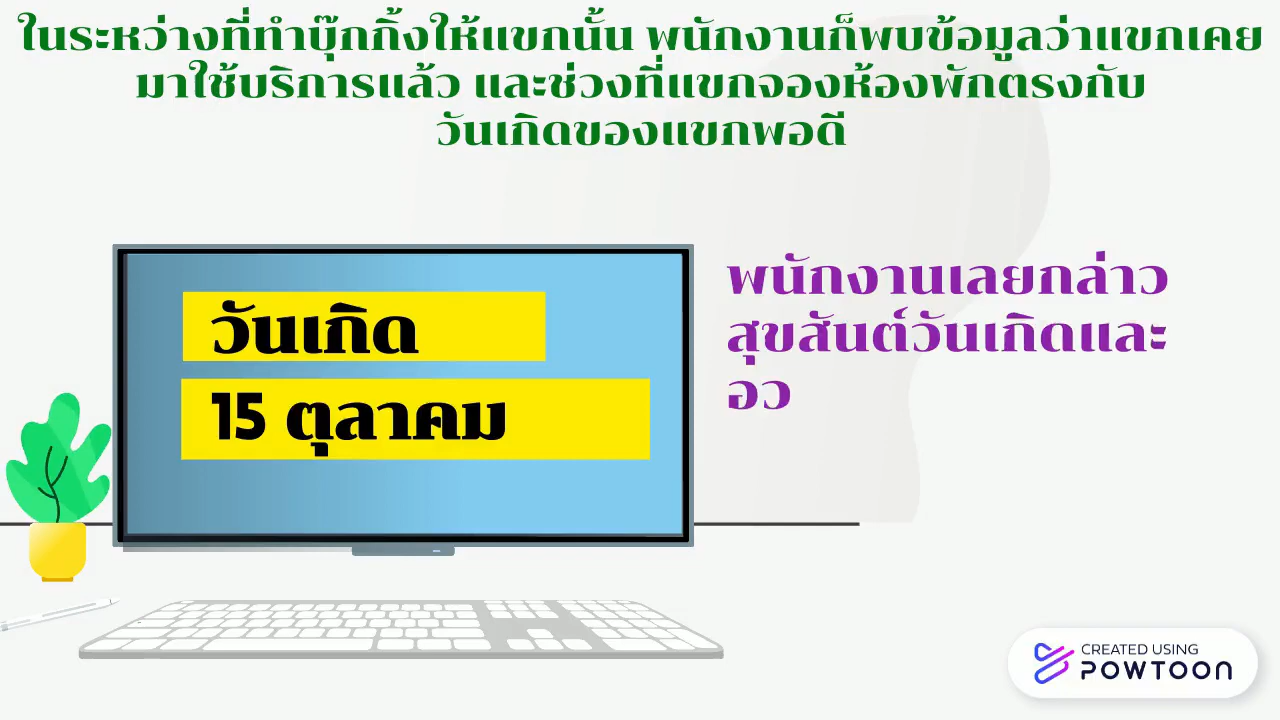 ในระหว่างที่ทำบุ๊กกิ้งให้แขกนั้น พนักงานก็พบข้อมูลว่าแขกเคย
มาใช้บริการแล้ว และช่วงที่แขกจองห้องพักตรงกับ
วันเกิดของแขกพอดี
วันเกิด
15 ตุลาคม
พนักงานเลยกล่าว
สุขสันต์วันเกิดและ
อว
CREATED USING
POWTOON